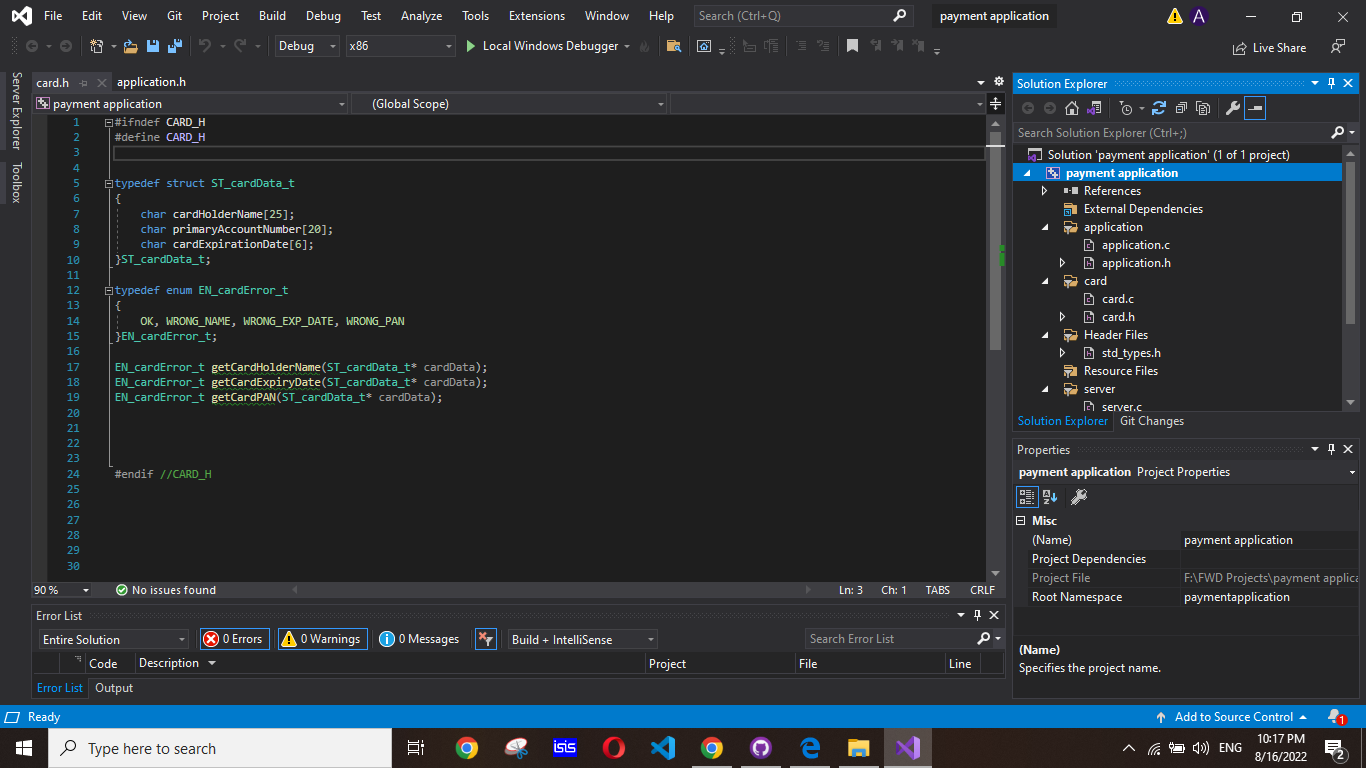 File Edit View Git Project Build Debug Test Analyze Tools Extensions Window Help Search (Ctrl+Q) payment application A
Debug x86 Local Windows Debugger Live Share
Server Explorer
Toolbox
card.h application.h
payment application (Global Scope)
1 #ifndef CARD_H
2 #define CARD_H
3
4
5 typedef struct ST_cardData_t
6 {
7 char cardHolderName[25];
8 char primaryAccountNumber[20];
9 char cardExpirationDate[6];
10 }ST_cardData_t;
11
12 typedef enum EN_cardError_t
13 {
14 OK, WRONG_NAME, WRONG_EXP_DATE, WRONG_PAN
15 }EN_cardError_t;
16
17 EN_cardError_t getCardHolderName(ST_cardData_t* cardData);
18 EN_cardError_t getCardExpiryDate(ST_cardData_t* cardData);
19 EN_cardError_t getCardPAN(ST_cardData_t* cardData);
20
21
22
23
24 #endif //CARD_H
25
26
27
28
29
30
90 % No issues found Ln: 3 Ch: 1 TABS CRLF
Error List
Entire Solution 0 Errors 0 Warnings 0 Messages Build + IntelliSense Search Error List
Code Description Project File Line
Error List Output
Solution Explorer
Search Solution Explorer (Ctrl+;)
Solution 'payment application' (1 of 1 project)
payment application
References
External Dependencies
application
application.c
application.h
card
card.c
card.h
Header Files
std_types.h
Resource Files
server
server.c
Solution Explorer Git Changes
Properties
payment application Project Properties
Misc
(Name) payment application
Project Dependencies
Project File F:\FWD Projects\payment applica
Root Namespace paymentapplication
(Name)
Specifies the project name.
Ready Add to Source Control 1
Type here to search isis ENG 10:17 PM
8/16/2022 2